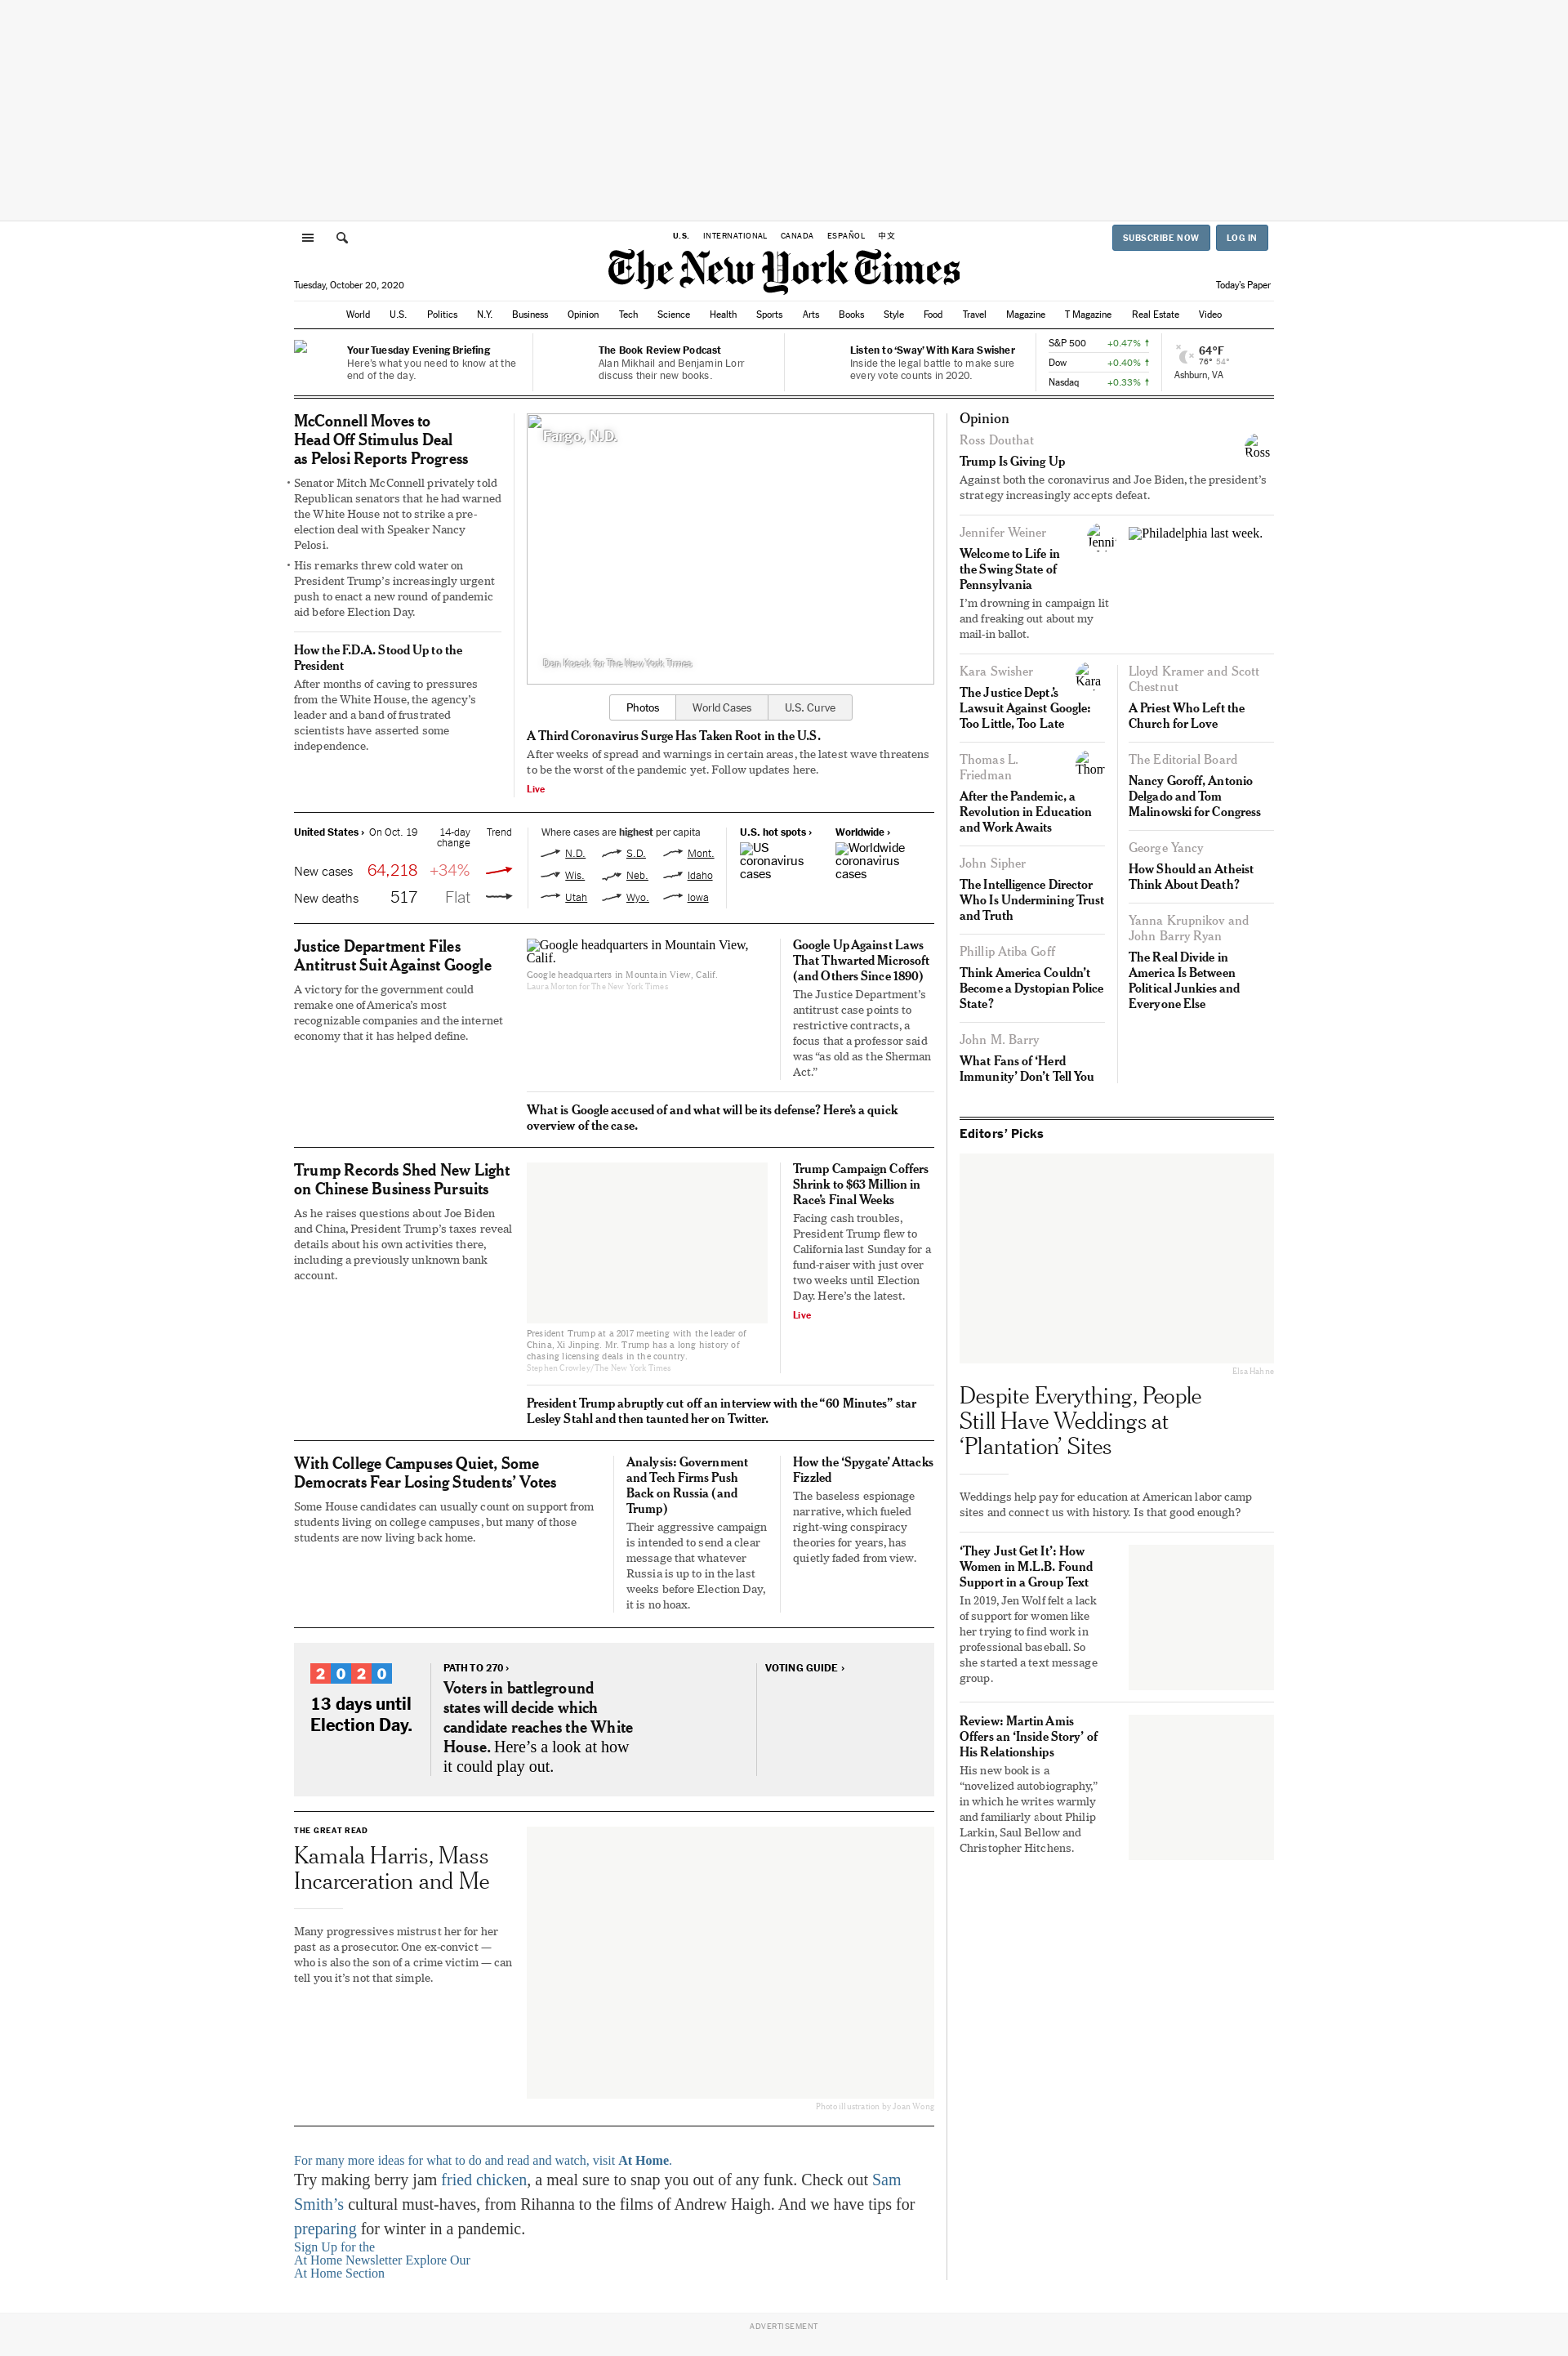 U.S. INTERNATIONAL CANADA ESPAÑOL 中文
SUBSCRIBE NOW LOG IN
The New York Times
Tuesday, October 20, 2020
Today's Paper
World U.S. Politics N.Y. Business Opinion Tech Science Health Sports Arts Books Style Food Travel Magazine T Magazine Real Estate Video
Your Tuesday Evening Briefing
Here's what you need to know at the
end of the day.
The Book Review Podcast
Alan Mikhail and Benjamin Lorr
discuss their new books.
Listen to ‘Sway’ With Kara Swisher
Inside the legal battle to make sure
every vote counts in 2020.
S&P 500 +0.47% ↑
Dow +0.40% ↑
Nasdaq +0.33% ↑
64°F
76° 54°
Ashburn, VA
McConnell Moves to
Head Off Stimulus Deal
as Pelosi Reports Progress
• Senator Mitch McConnell privately told
Republican senators that he had warned
the White House not to strike a pre-
election deal with Speaker Nancy
Pelosi.
• His remarks threw cold water on
President Trump’s increasingly urgent
push to enact a new round of pandemic
aid before Election Day.
How the F.D.A. Stood Up to the
President
After months of caving to pressures
from the White House, the agency’s
leader and a band of frustrated
scientists have asserted some
independence.
Fargo, N.D.
Dan Koeck for The New York Times
Photos World Cases U.S. Curve
A Third Coronavirus Surge Has Taken Root in the U.S.
After weeks of spread and warnings in certain areas, the latest wave threatens
to be the worst of the pandemic yet. Follow updates here.
Live
United States › On Oct. 19 14-day
change Trend
New cases 64,218 +34%
New deaths 517 Flat
Where cases are highest per capita
N.D. S.D. Mont.
Wis. Neb. Idaho
Utah Wyo. Iowa
U.S. hot spots ›
US
coronavirus
cases
Worldwide ›
Worldwide
coronavirus
cases
Justice Department Files
Antitrust Suit Against Google
A victory for the government could
remake one of America’s most
recognizable companies and the internet
economy that it has helped define.
Google headquarters in Mountain View,
Calif.
Google headquarters in Mountain View, Calif.
Laura Morton for The New York Times
Google Up Against Laws
That Thwarted Microsoft
(and Others Since 1890)
The Justice Department’s
antitrust case points to
restrictive contracts, a
focus that a professor said
was “as old as the Sherman
Act.”
What is Google accused of and what will be its defense? Here’s a quick
overview of the case.
Trump Records Shed New Light
on Chinese Business Pursuits
As he raises questions about Joe Biden
and China, President Trump’s taxes reveal
details about his own activities there,
including a previously unknown bank
account.
President Trump at a 2017 meeting with the leader of
China, Xi Jinping. Mr. Trump has a long history of
chasing licensing deals in the country.
Stephen Crowley/The New York Times
Trump Campaign Coffers
Shrink to $63 Million in
Race’s Final Weeks
Facing cash troubles,
President Trump flew to
California last Sunday for a
fund-raiser with just over
two weeks until Election
Day. Here’s the latest.
Live
President Trump abruptly cut off an interview with the “60 Minutes” star
Lesley Stahl and then taunted her on Twitter.
With College Campuses Quiet, Some
Democrats Fear Losing Students’ Votes
Some House candidates can usually count on support from
students living on college campuses, but many of those
students are now living back home.
Analysis: Government
and Tech Firms Push
Back on Russia (and
Trump)
Their aggressive campaign
is intended to send a clear
message that whatever
Russia is up to in the last
weeks before Election Day,
it is no hoax.
How the ‘Spygate’ Attacks
Fizzled
The baseless espionage
narrative, which fueled
right-wing conspiracy
theories for years, has
quietly faded from view.
2020
13 days until
Election Day.
PATH TO 270 ›
Voters in battleground
states will decide which
candidate reaches the White
House. Here’s a look at how
it could play out.
VOTING GUIDE ›
THE GREAT READ
Kamala Harris, Mass
Incarceration and Me
Many progressives mistrust her for her
past as a prosecutor. One ex-convict —
who is also the son of a crime victim — can
tell you it’s not that simple.
Photo illustration by Joan Wong
For many more ideas for what to do and read and watch, visit At Home.
Try making berry jam fried chicken, a meal sure to snap you out of any funk. Check out Sam
Smith’s cultural must-haves, from Rihanna to the films of Andrew Haigh. And we have tips for
preparing for winter in a pandemic.
Sign Up for the
At Home Newsletter Explore Our
At Home Section
Opinion
Ross Douthat
Ross
Trump Is Giving Up
Against both the coronavirus and Joe Biden, the president’s
strategy increasingly accepts defeat.
Jennifer Weiner
Jenni
Welcome to Life in
the Swing State of
Pennsylvania
I’m drowning in campaign lit
and freaking out about my
mail-in ballot.
Philadelphia last week.
Kara Swisher
Kara
The Justice Dept.’s
Lawsuit Against Google:
Too Little, Too Late
Thomas L.
Friedman
Thom
After the Pandemic, a
Revolution in Education
and Work Awaits
John Sipher
The Intelligence Director
Who Is Undermining Trust
and Truth
Phillip Atiba Goff
Think America Couldn’t
Become a Dystopian Police
State?
John M. Barry
What Fans of ‘Herd
Immunity’ Don’t Tell You
Lloyd Kramer and Scott
Chestnut
A Priest Who Left the
Church for Love
The Editorial Board
Nancy Goroff, Antonio
Delgado and Tom
Malinowski for Congress
George Yancy
How Should an Atheist
Think About Death?
Yanna Krupnikov and
John Barry Ryan
The Real Divide in
America Is Between
Political Junkies and
Everyone Else
Editors’ Picks
Elsa Hahne
Despite Everything, People
Still Have Weddings at
‘Plantation’ Sites
Weddings help pay for education at American labor camp
sites and connect us with history. Is that good enough?
‘They Just Get It’: How
Women in M.L.B. Found
Support in a Group Text
In 2019, Jen Wolf felt a lack
of support for women like
her trying to find work in
professional baseball. So
she started a text message
group.
Review: Martin Amis
Offers an ‘Inside Story’ of
His Relationships
His new book is a
“novelized autobiography,”
in which he writes warmly
and familiarly about Philip
Larkin, Saul Bellow and
Christopher Hitchens.
ADVERTISEMENT